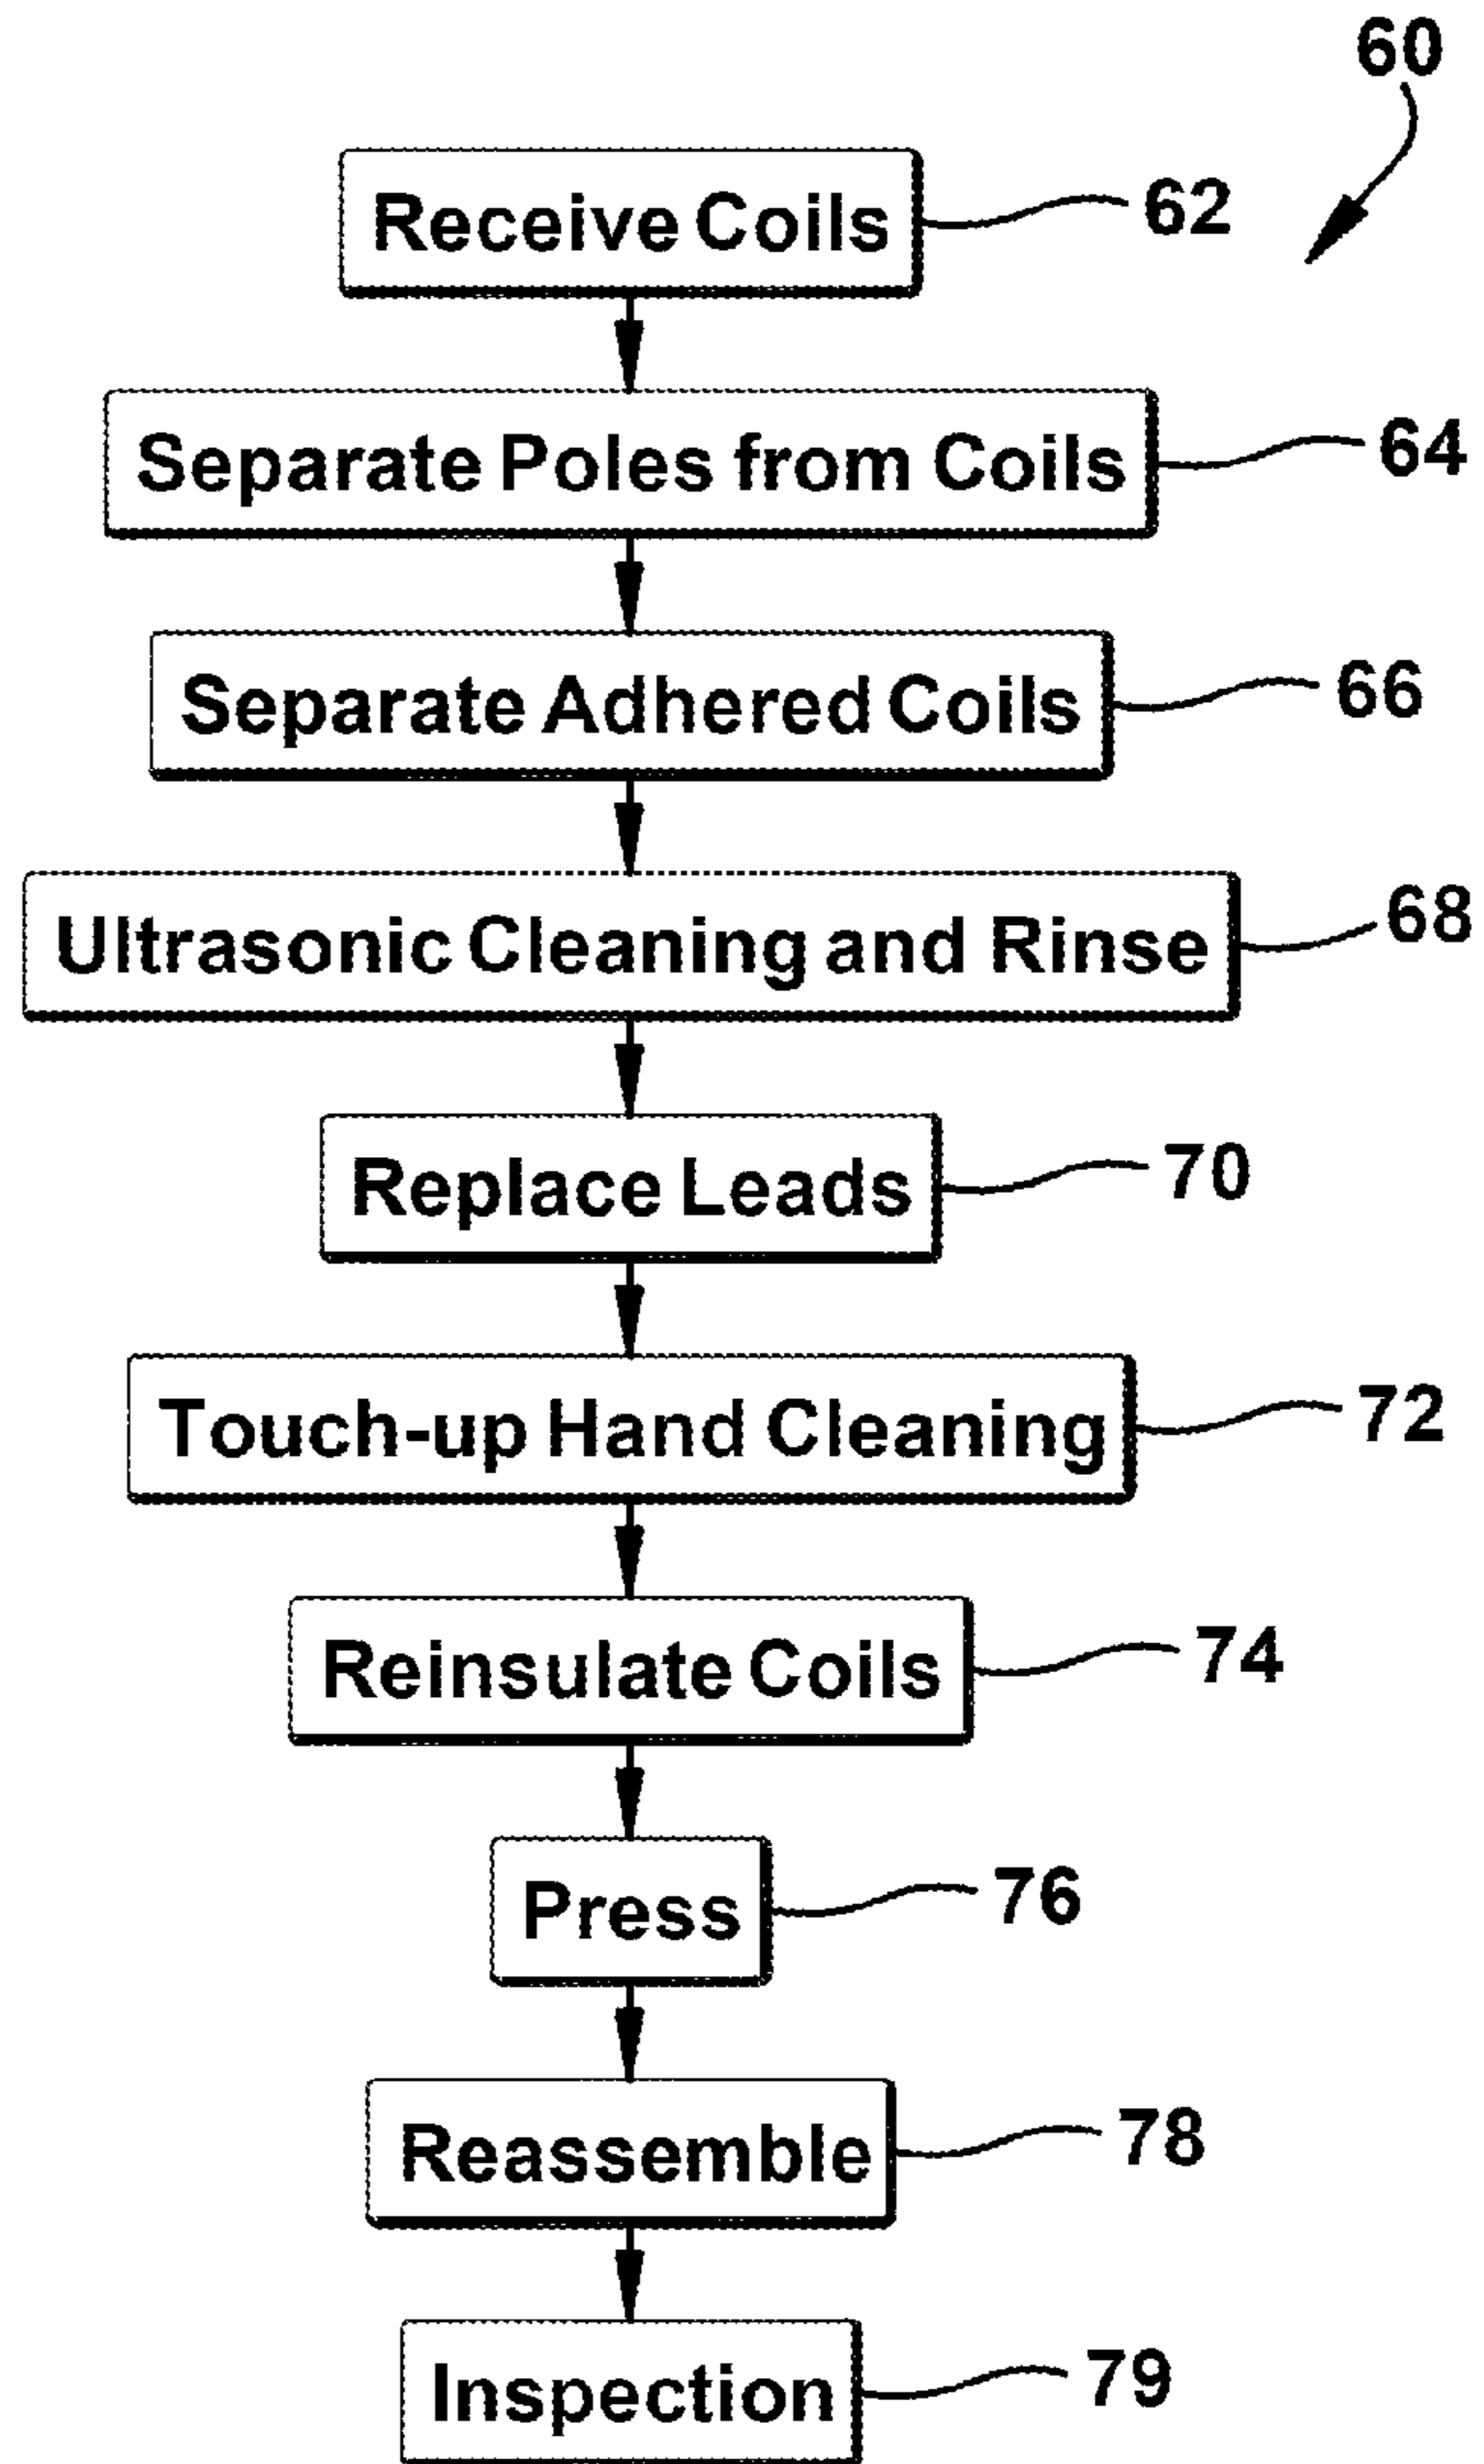 60
Receive Coils 62
Separate Poles from Coils 64
Separate Adhered Coils 66
Ultrasonic Cleaning and Rinse 68
Replace Leads 70
Touch-up Hand Cleaning 72
Reinsulate Coils 74
Press 76
Reassemble 78
Inspection 79